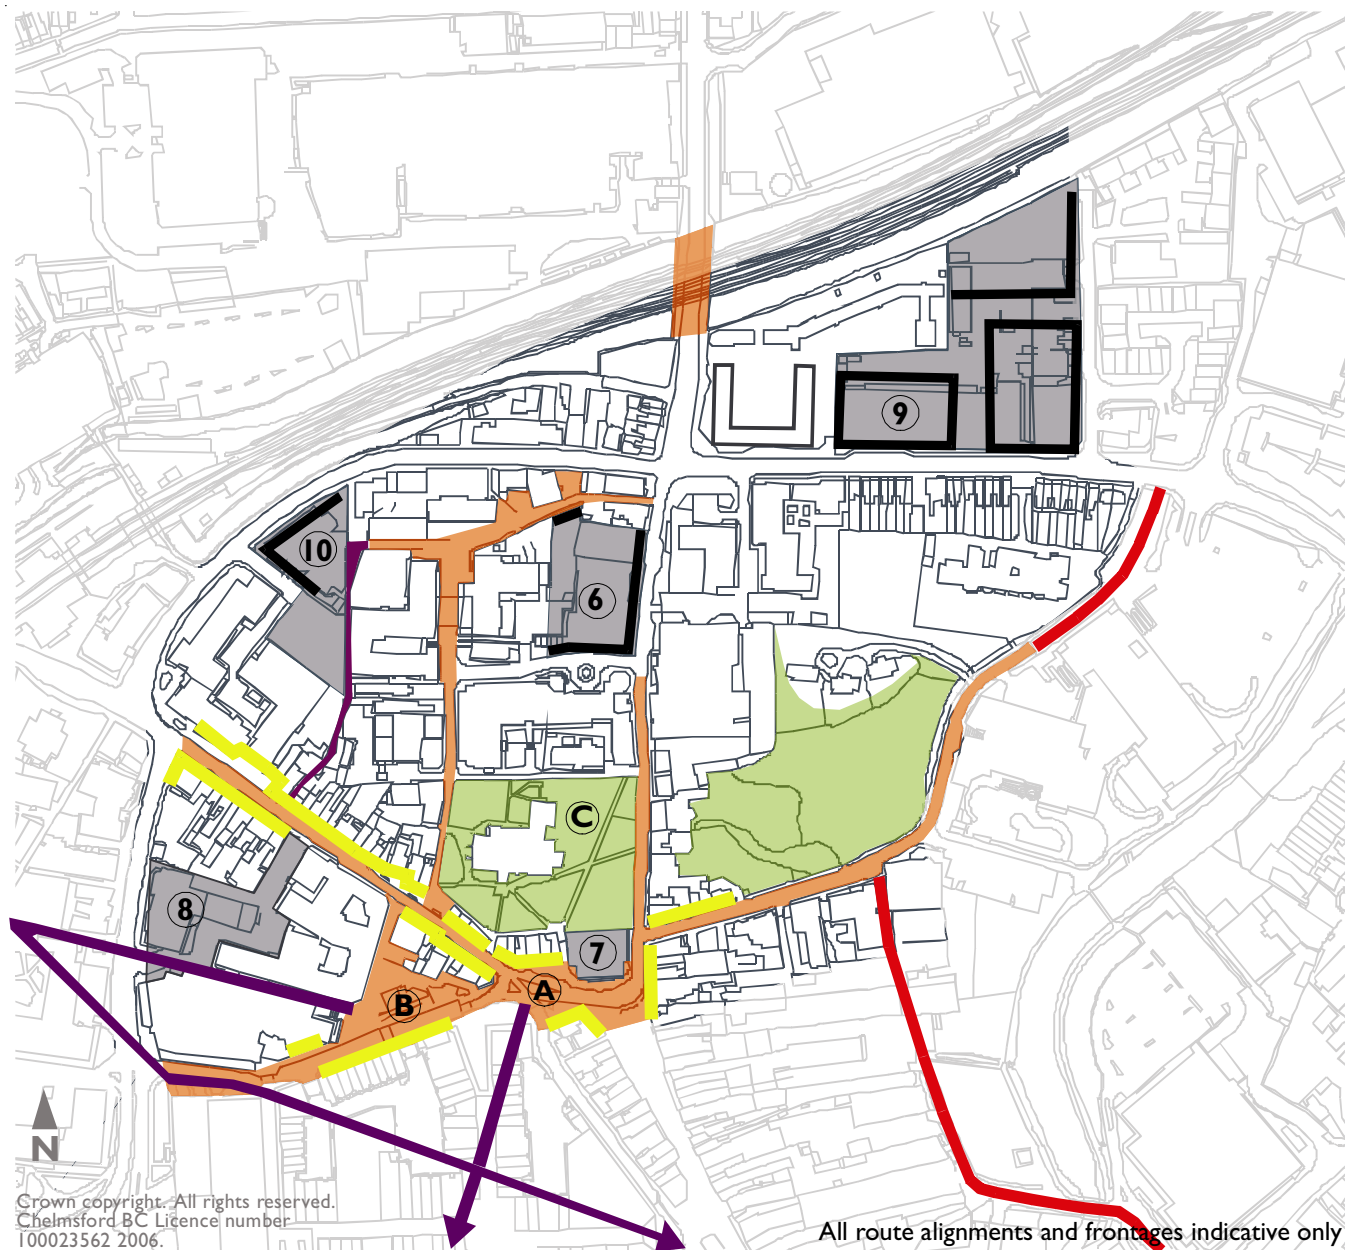 9
10
6
C
8
7
A
B
N
Crown copyright. All rights reserved.
Chelmsford BC Licence number
100023562 2006.
All route alignments and frontages indicative only